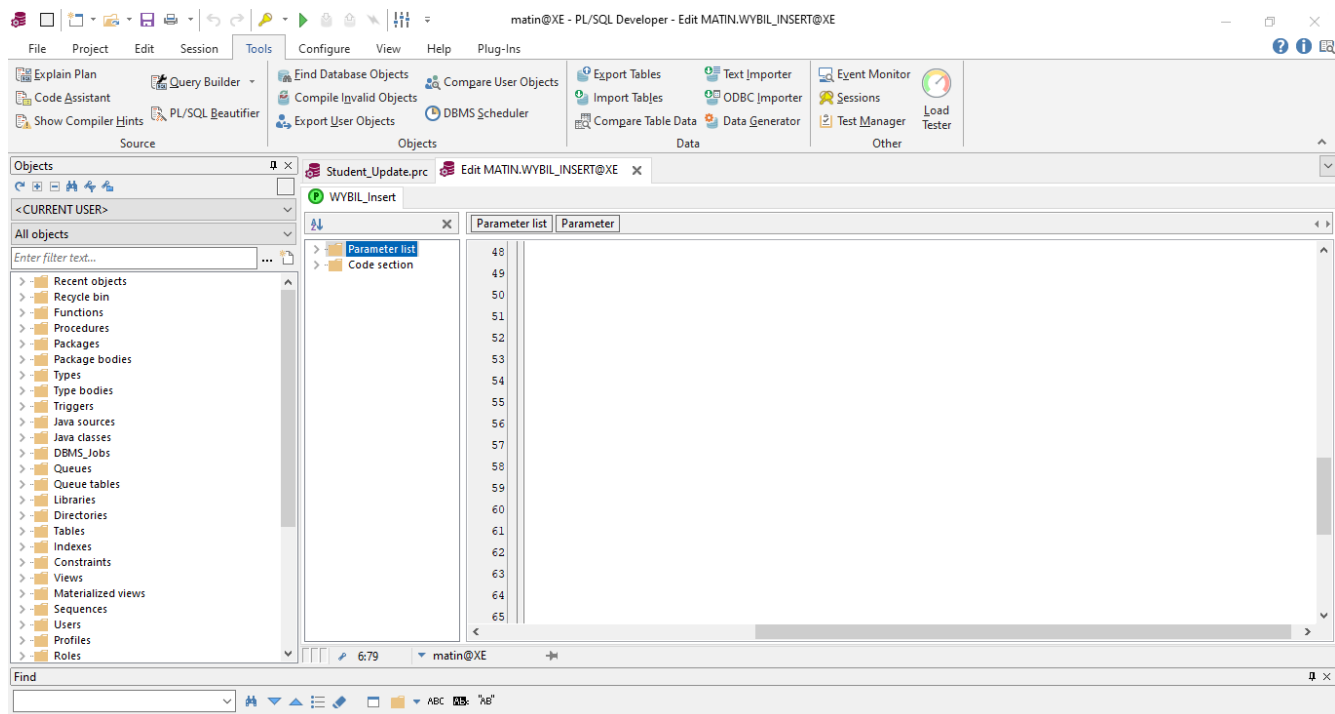 matin@XE - PL/SQL Developer - Edit MATIN.WYBIL_INSERT@XE
File Project Edit Session Tools Configure View Help Plug-Ins
Explain Plan
Code Assistant
Show Compiler Hints
Query Builder
PL/SQL Beautifier
Source
Find Database Objects
Compile Invalid Objects
Export User Objects
Compare User Objects
DBMS Scheduler
Objects
Export Tables
Import Tables
Compare Table Data
Text Importer
ODBC Importer
Data Generator
Data
Event Monitor
Sessions
Test Manager
Load
Tester
Other
Objects
<CURRENT USER>
All objects
Enter filter text...
Recent objects
Recycle bin
Functions
Procedures
Packages
Package bodies
Types
Type bodies
Triggers
Java sources
Java classes
DBMS_Jobs
Queues
Queue tables
Libraries
Directories
Tables
Indexes
Constraints
Views
Materialized views
Sequences
Users
Profiles
Roles
Student_Update.prc Edit MATIN.WYBIL_INSERT@XE
P WYBIL_Insert
Parameter list
Code section
Parameter list Parameter
48
49
50
51
52
53
54
55
56
57
58
59
60
61
62
63
64
65
6:79 matin@XE
Find
ABC AB "AB"